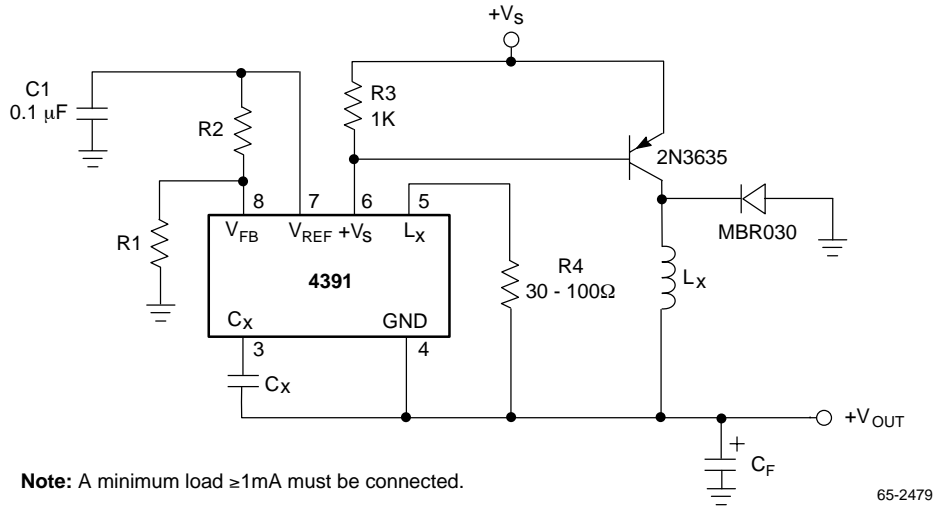 +VS
C1
0.1 µF
R2
R3
1K
2N3635
8 7 6 5
R1
VFB VREF +VS LX
MBR030
4391
R4
30 - 100Ω
LX
CX GND
3 4
CX
+VOUT
+
CF
Note: A minimum load ≥1mA must be connected.
65-2479